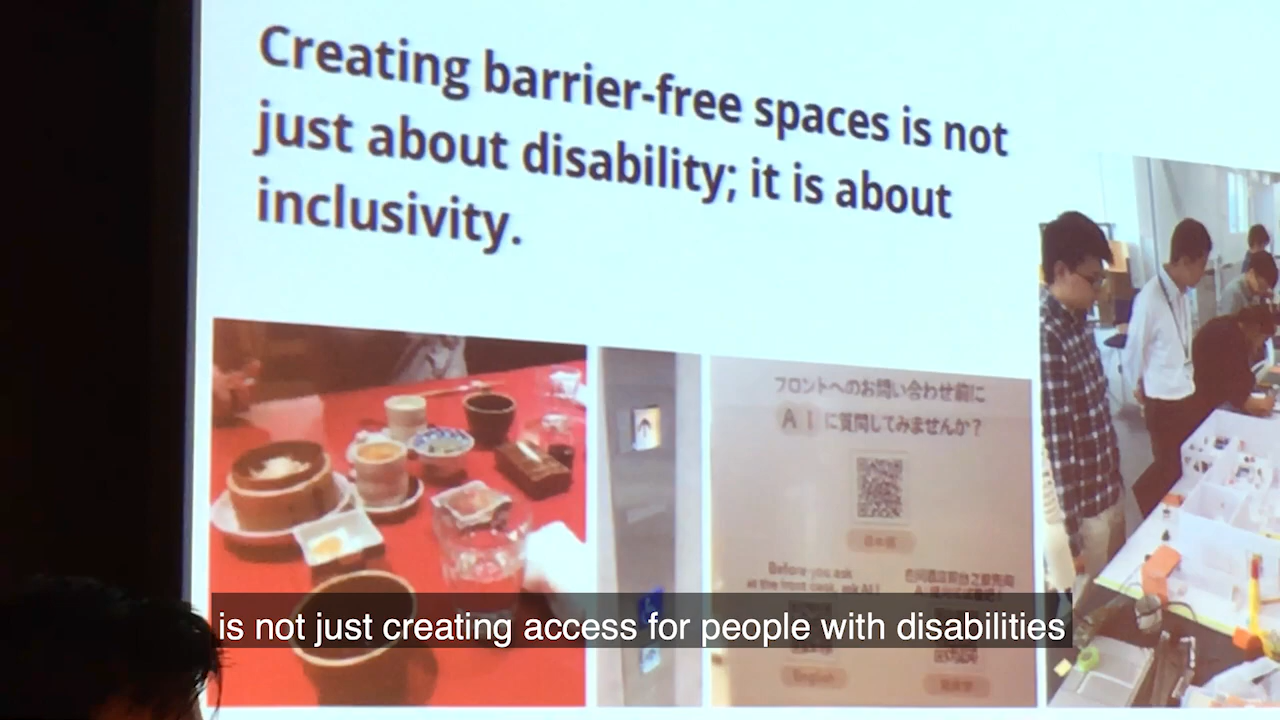 Creating barrier-free spaces is not
just about disability; it is about
inclusivity.
フロントへのお問い合わせ前に
AIに質問してみませんか?
日本語
Before you ask
at the front desk, ask AI!
English
is not just creating access for people with disabilities